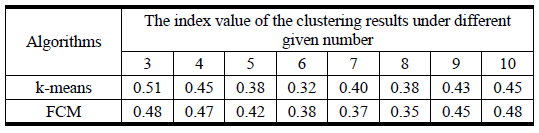 Algorithms
The index value of the clustering results under different
given number
3 4 5 6 7 8 9 10
k-means 0.51 0.45 0.38 0.32 0.40 0.38 0.43 0.45
FCM 0.48 0.47 0.42 0.38 0.37 0.35 0.45 0.48